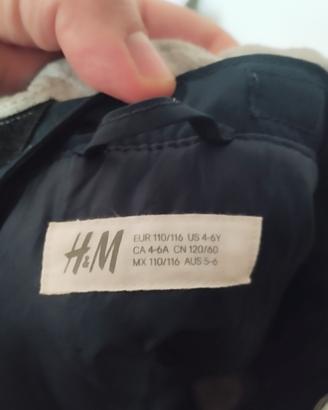 H&M
EUR 110/116 US 4-6Y
CA 4-6A CN 120/60
MX 110/116 AUS 5-6